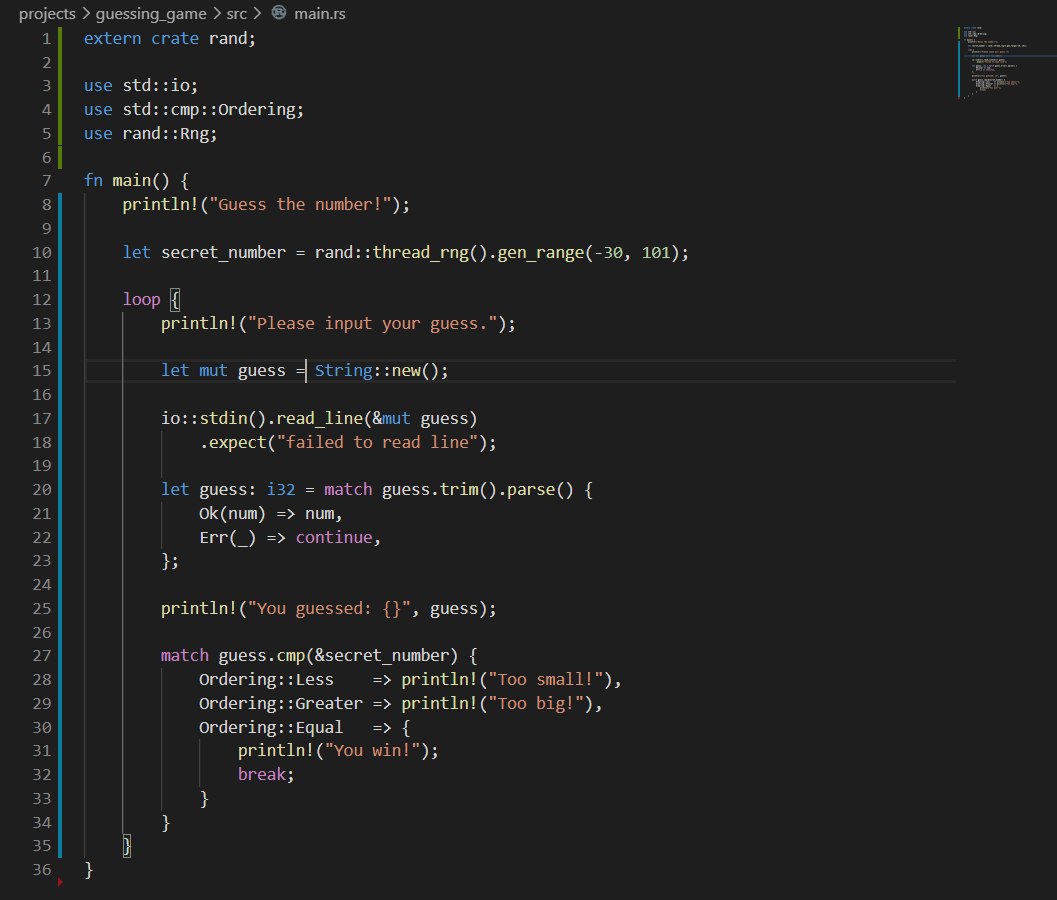 projects > guessing_game > src > main.rs
1 extern crate rand;
2
3 use std::io;
4 use std::cmp::Ordering;
5 use rand::Rng;
6
7 fn main() {
8     println!("Guess the number!");
9
10     let secret_number = rand::thread_rng().gen_range(-30, 101);
11
12     loop {
13         println!("Please input your guess.");
14
15         let mut guess = String::new();
16
17         io::stdin().read_line(&mut guess)
18             .expect("failed to read line");
19
20         let guess: i32 = match guess.trim().parse() {
21             Ok(num) => num,
22             Err(_) => continue,
23         };
24
25         println!("You guessed: {}", guess);
26
27         match guess.cmp(&secret_number) {
28             Ordering::Less    => println!("Too small!"),
29             Ordering::Greater => println!("Too big!"),
30             Ordering::Equal   => {
31                 println!("You win!");
32                 break;
33             }
34         }
35     }
36 }